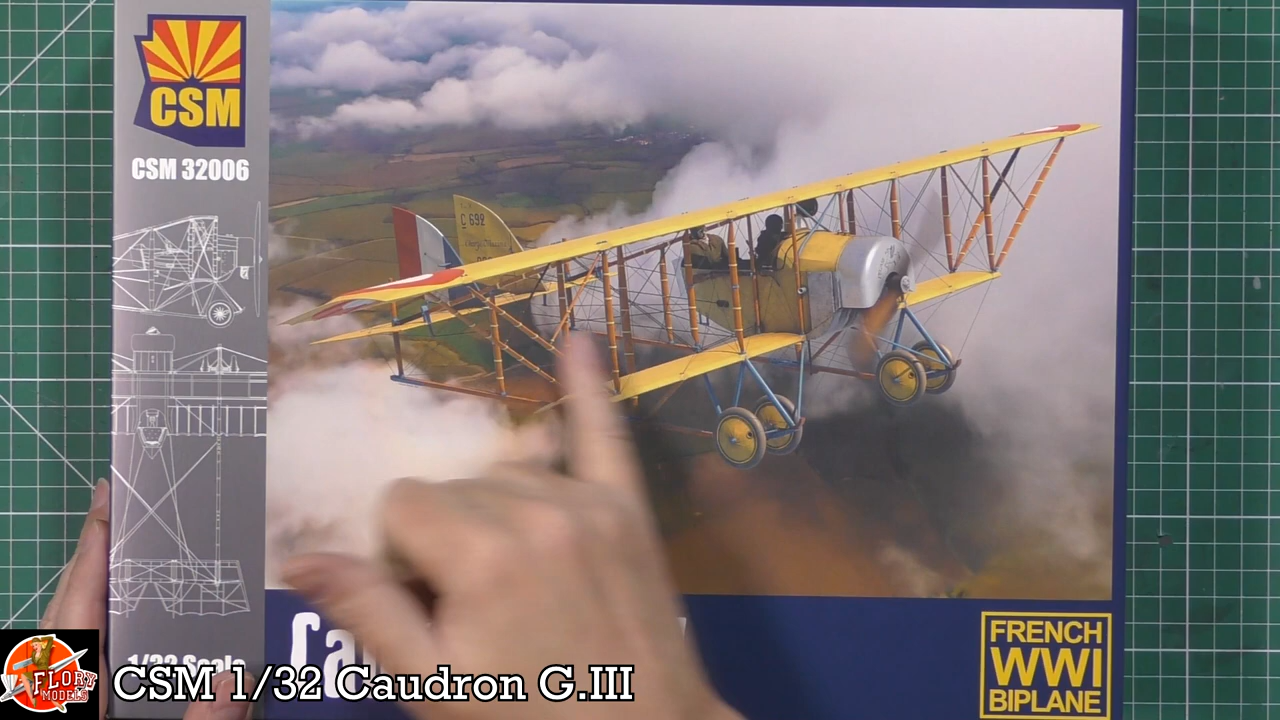 CSM
CSM 32006
C 692
1/32 Scale
FRENCH
WWI
BIPLANE
FLORY
MODELS
CSM 1/32 Caudron G.III